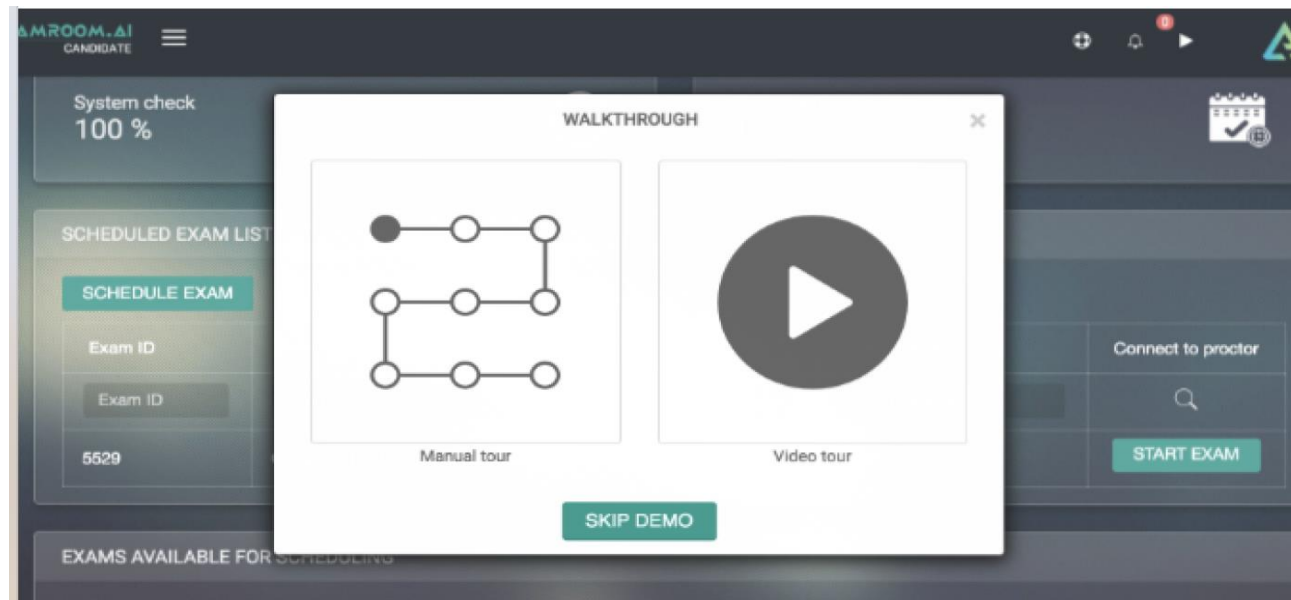 AMROOM.AI
CANDIDATE
0
System check
100 %
WALKTHROUGH
×
SCHEDULED EXAM LIST
SCHEDULE EXAM
Exam ID
Connect to proctor
Exam ID
5529
START EXAM
Manual tour
Video tour
SKIP DEMO
EXAMS AVAILABLE FOR SCHEDULING